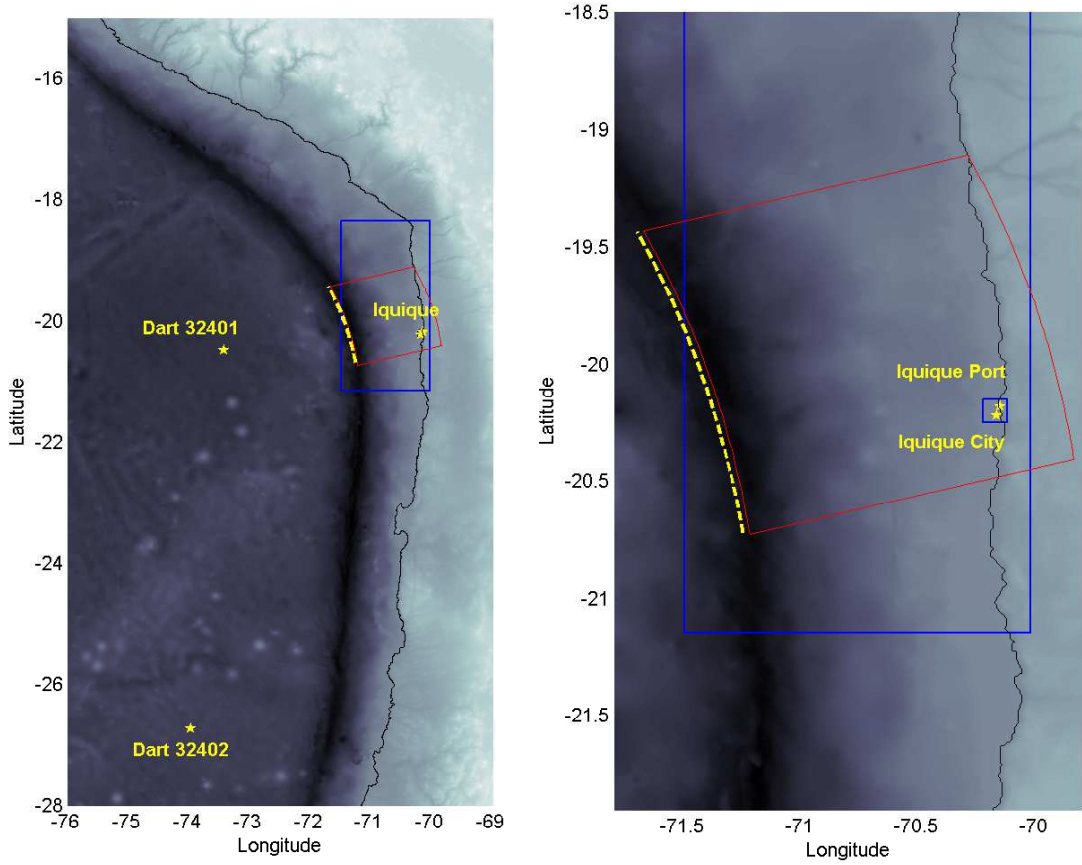 -16
-18
-20
-22
-24
-26
-28
Latitude
-76
-75
-74
-73
-72
-71
-70
-69
Longitude
Iquique
Dart 32401
Dart 32402
-18.5
-19
-19.5
-20
-20.5
-21
-21.5
Latitude
-71.5
-71
-70.5
-70
Longitude
Iquique Port
Iquique City